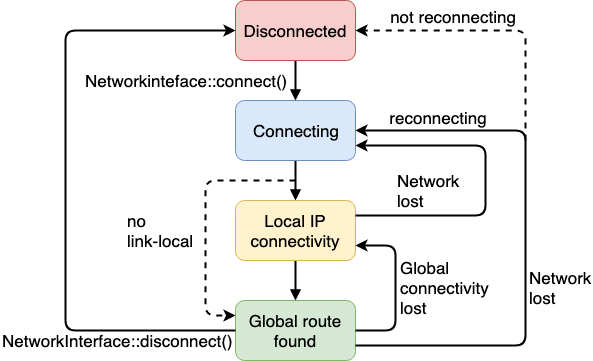 not reconnecting
Disconnected
Networkinteface::connect()
reconnecting
Connecting
Network
lost
no
link-local
Local IP
connectivity
Global
connectivity
lost
Network
lost
Global route
found
NetworkInterface::disconnect()